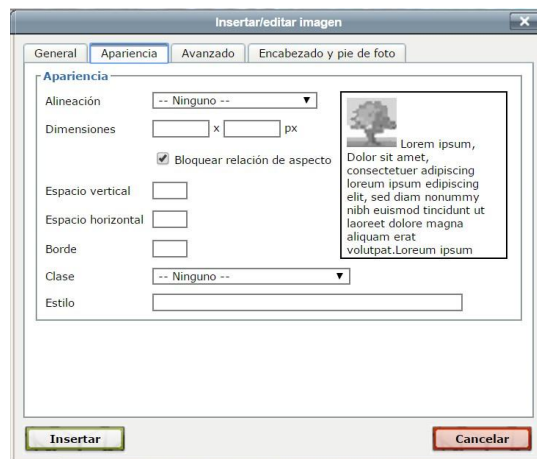 Insertar/editar imagen
General Apariencia Avanzado Encabezado y pie de foto
Apariencia
Alineación -- Ninguno --
Dimensiones x px
Bloquear relación de aspecto
Espacio vertical
Espacio horizontal
Borde
Clase -- Ninguno --
Estilo
Lorem ipsum,
Dolor sit amet,
consectetuer adipiscing
loreum ipsum edipiscing
elit, sed diam nonummy
nibh euismod tincidunt ut
laoreet dolore magna
aliquam erat
volutpat.Loreum ipsum
Insertar Cancelar